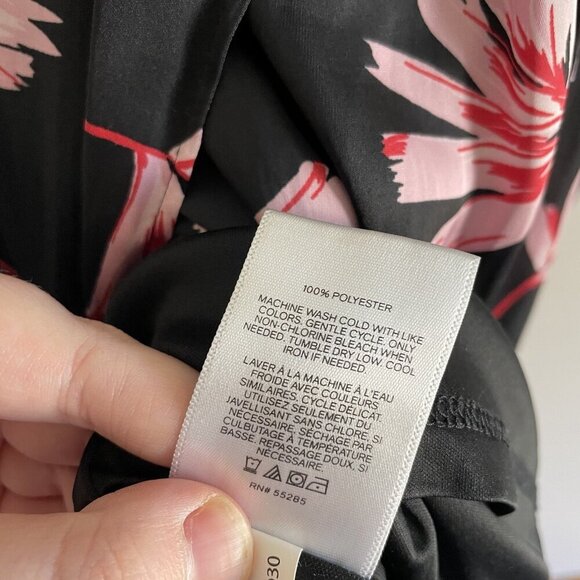 100% POLYESTER
MACHINE WASH COLD WITH LIKE
COLORS, GENTLE CYCLE. ONLY
NON-CHLORINE BLEACH WHEN
NEEDED. TUMBLE DRY LOW. COOL
IRON IF NEEDED.
LAVER À LA MACHINE À L'EAU
FROIDE AVEC COULEURS
SIMILAIRES, CYCLE DÉLICAT.
UTILISEZ SEULEMENT DU
JAVELLISANT SANS CHLORE, SI
NÉCESSAIRE. SÉCHAGE PAR
CULBUTAGE À TEMPÉRATURE
BASSE. REPASSAGE DOUX, SI
NÉCESSAIRE.
RN# 55285
30